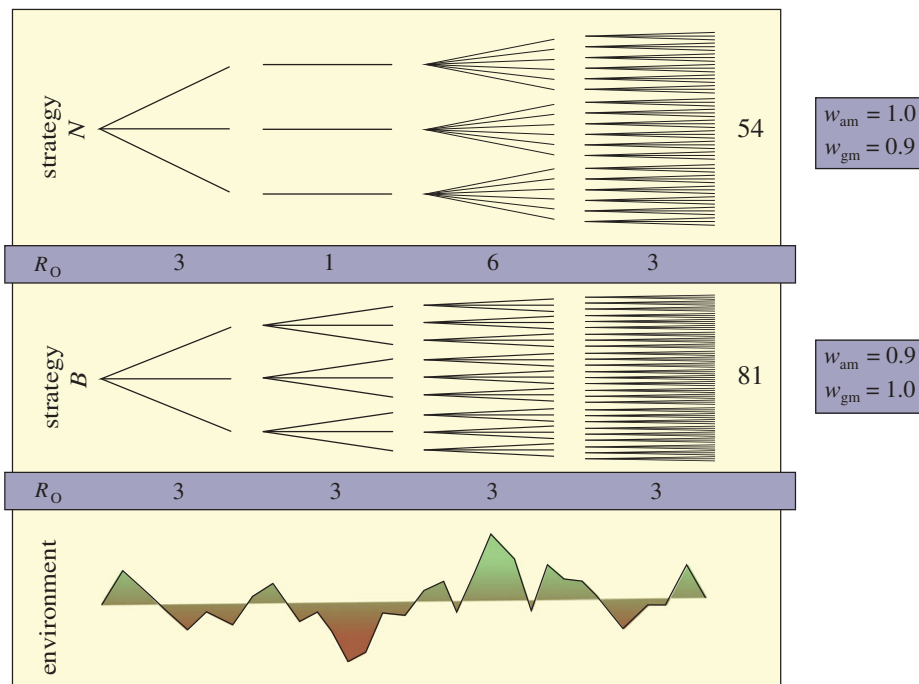 strategy
N
54
w_am = 1.0
w_gm = 0.9
R_O 3 1 6 3
strategy
B
81
w_am = 0.9
w_gm = 1.0
R_O 3 3 3 3
environment